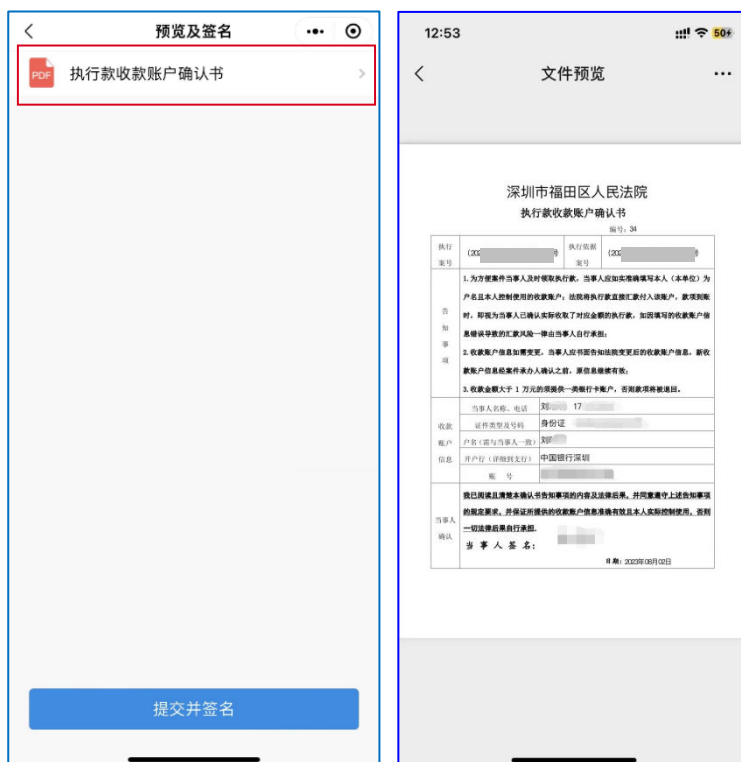 预览及签名
PDF
执行款收款账户确认书
提交并签名
12:53
50
文件预览
深圳市福田区人民法院
执行款收款账户确认书
编号：34
执行
案号
(202
号
执行依据
案号
(202
号
告
知
事
项
1. 为方便案件当事人及时领取执行款，当事人应如实准确填写本人（本单位）为
户名且本人控制使用的收款账户；法院将执行款直接汇款付入该账户，款项到账
时，即视为当事人已确认实际收取了对应金额的执行款，如因填写的收款账户信
息错误导致的汇款风险一律由当事人自行承担；
2. 收款账户信息如需变更，当事人应书面告知法院变更后的收款账户信息，新收
款账户信息经案件承办人确认之前，原信息继续有效；
3. 收款金额大于 1 万元的须提供一类银行卡账户，否则款项将被退回。
收款
账户
信息
当事人名称、电话
刘
17
证件类型及号码
身份证
户名（需与当事人一致）
刘
开户行（详细到支行）
中国银行深圳
账 号
当事人
确认
我已阅读且清楚本确认书告知事项的内容及法律后果，并同意遵守上述告知事项
的规定要求，并保证所提供的收款账户信息准确有效且本人实际控制使用，否则
一切法律后果自行承担。
当 事 人 签 名：
日期：2023年08月02日